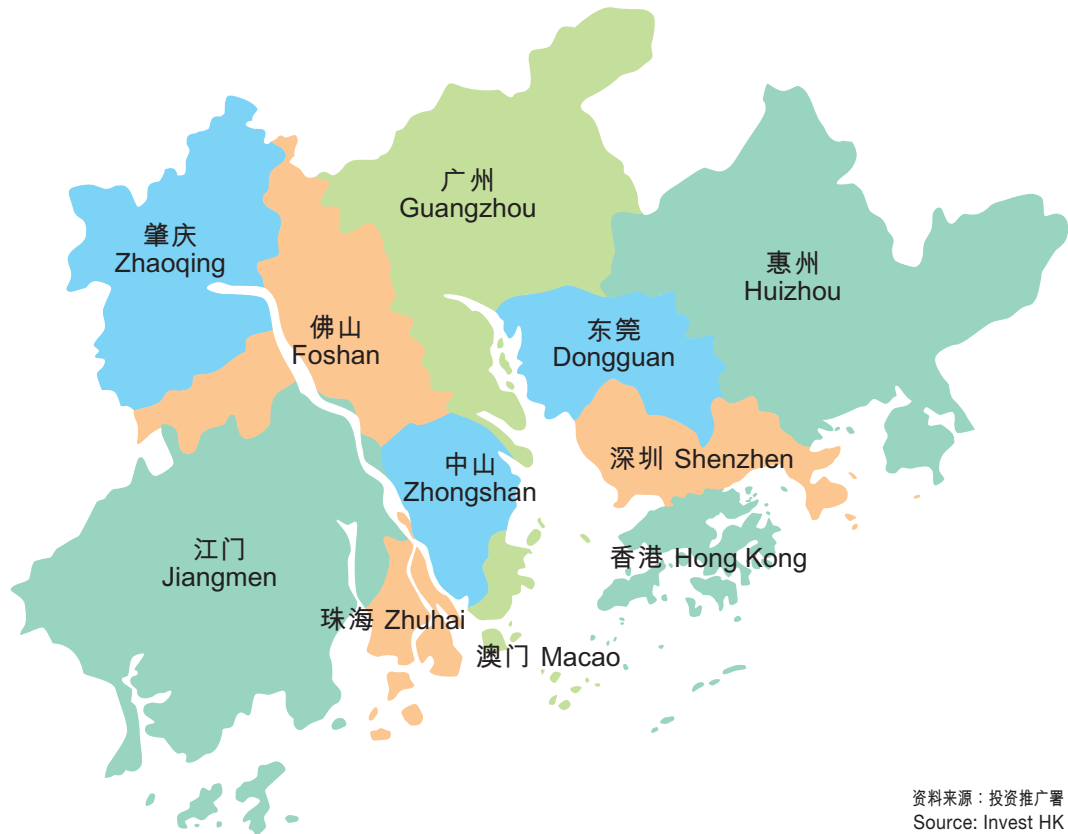 广州
Guangzhou
肇庆
Zhaoqing
惠州
Huizhou
佛山
Foshan
东莞
Dongguan
中山
Zhongshan
深圳 Shenzhen
江门
Jiangmen
香港 Hong Kong
珠海 Zhuhai
澳门 Macao
资料来源：投资推广署
Source: Invest HK